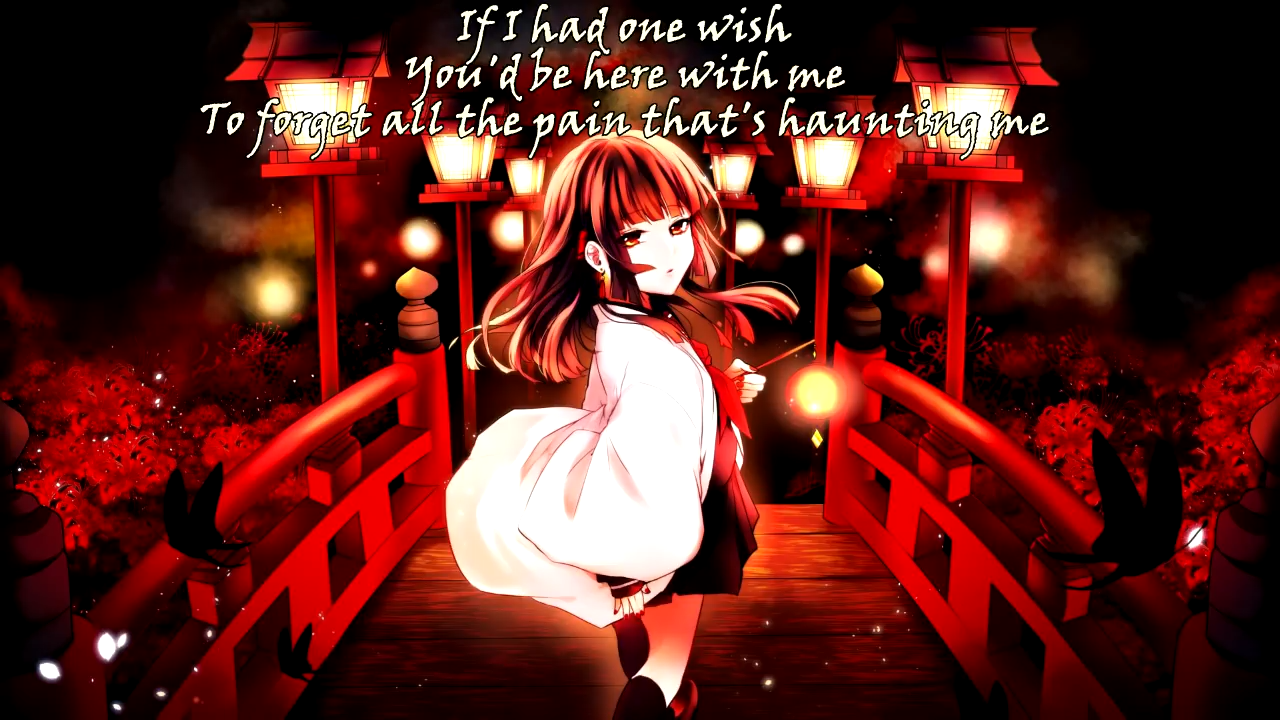 If I had one wish
You'd be here with me
To forget all the pain that's haunting me